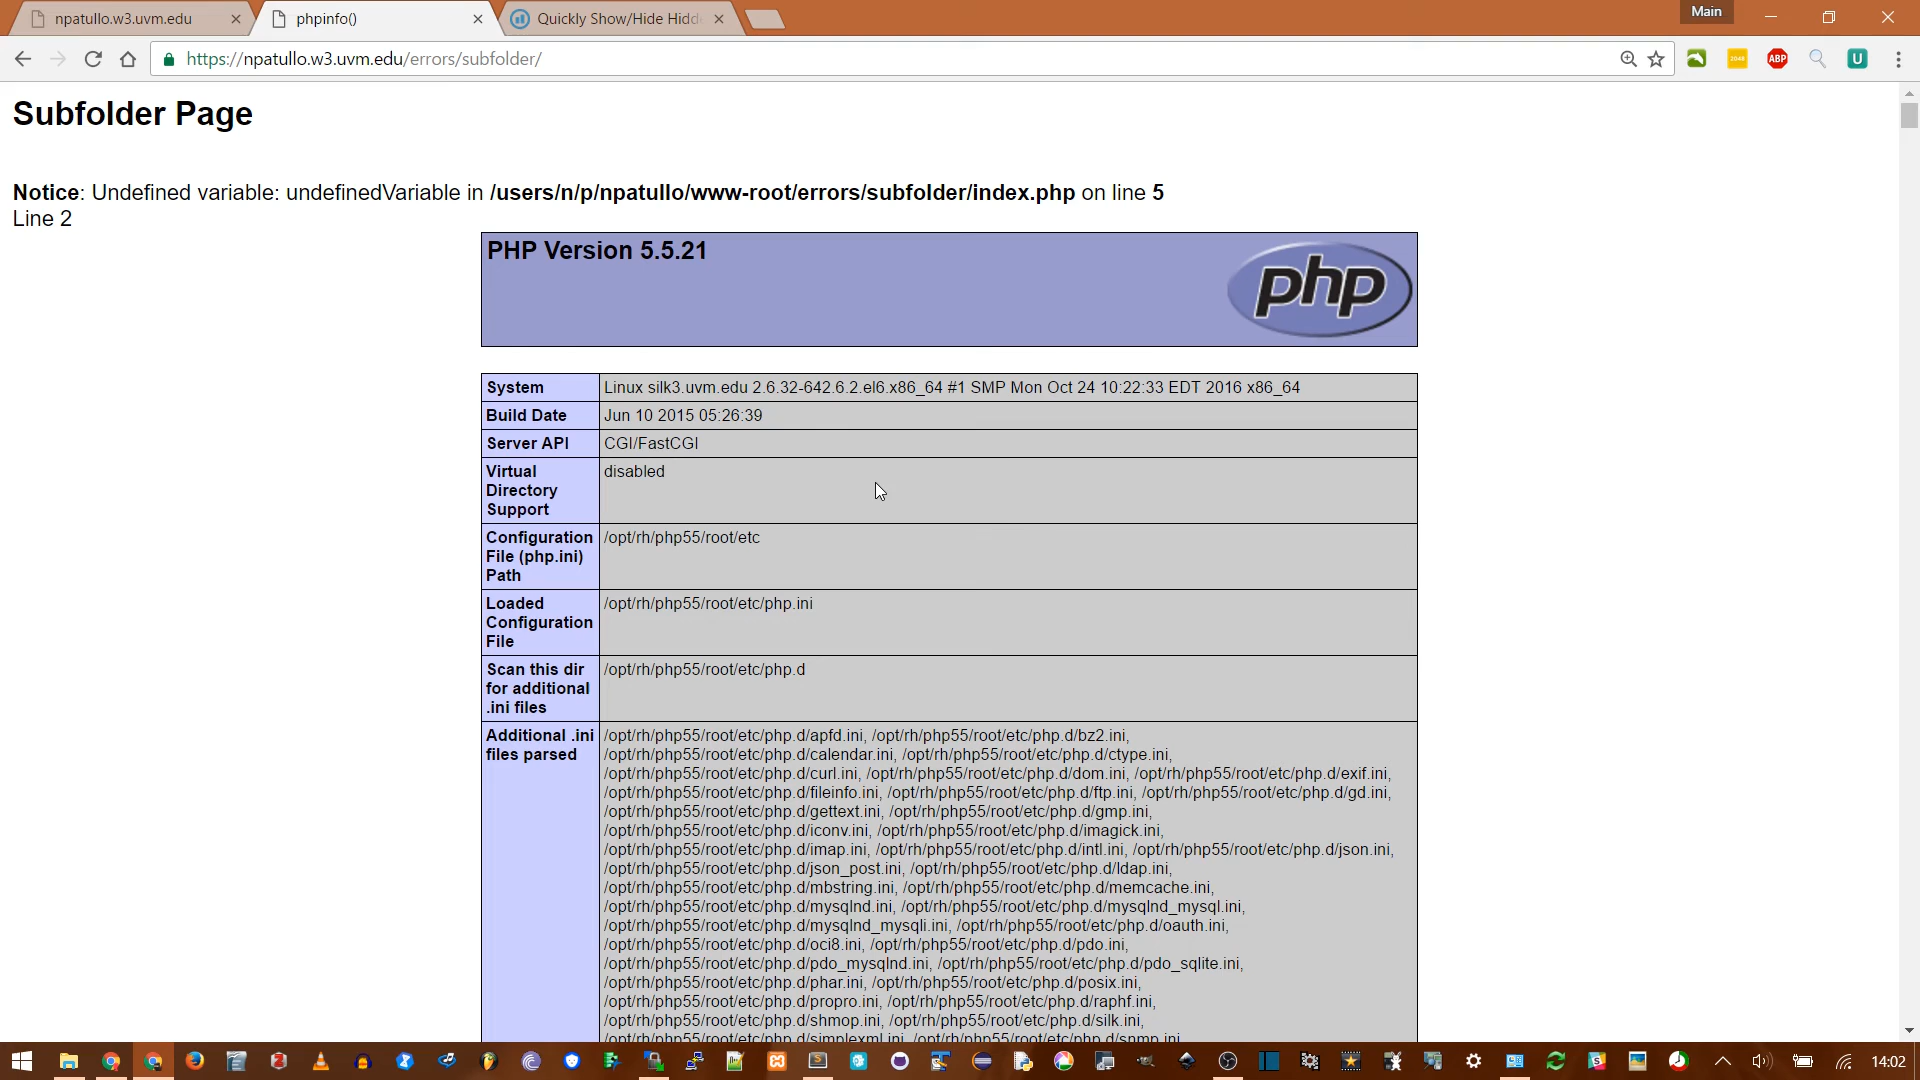 npatullo.w3.uvm.edu
phpinfo()
Quickly Show/Hide Hidd
Main
https://npatullo.w3.uvm.edu/errors/subfolder/
2048
ABP
U
Subfolder Page
Notice: Undefined variable: undefinedVariable in /users/n/p/npatullo/www-root/errors/subfolder/index.php on line 5
Line 2
PHP Version 5.5.21
php
System
Linux silk3.uvm.edu 2.6.32-642.6.2.el6.x86_64 #1 SMP Mon Oct 24 10:22:33 EDT 2016 x86_64
Build Date
Jun 10 2015 05:26:39
Server API
CGI/FastCGI
Virtual
Directory
Support
disabled
Configuration
File (php.ini)
Path
/opt/rh/php55/root/etc
Loaded
Configuration
File
/opt/rh/php55/root/etc/php.ini
Scan this dir
for additional
.ini files
/opt/rh/php55/root/etc/php.d
Additional .ini
files parsed
/opt/rh/php55/root/etc/php.d/apfd.ini, /opt/rh/php55/root/etc/php.d/bz2.ini,
/opt/rh/php55/root/etc/php.d/calendar.ini, /opt/rh/php55/root/etc/php.d/ctype.ini,
/opt/rh/php55/root/etc/php.d/curl.ini, /opt/rh/php55/root/etc/php.d/dom.ini, /opt/rh/php55/root/etc/php.d/exif.ini,
/opt/rh/php55/root/etc/php.d/fileinfo.ini, /opt/rh/php55/root/etc/php.d/ftp.ini, /opt/rh/php55/root/etc/php.d/gd.ini,
/opt/rh/php55/root/etc/php.d/gettext.ini, /opt/rh/php55/root/etc/php.d/gmp.ini,
/opt/rh/php55/root/etc/php.d/iconv.ini, /opt/rh/php55/root/etc/php.d/imagick.ini,
/opt/rh/php55/root/etc/php.d/imap.ini, /opt/rh/php55/root/etc/php.d/intl.ini, /opt/rh/php55/root/etc/php.d/json.ini,
/opt/rh/php55/root/etc/php.d/json_post.ini, /opt/rh/php55/root/etc/php.d/ldap.ini,
/opt/rh/php55/root/etc/php.d/mbstring.ini, /opt/rh/php55/root/etc/php.d/memcache.ini,
/opt/rh/php55/root/etc/php.d/mysqlnd.ini, /opt/rh/php55/root/etc/php.d/mysqlnd_mysql.ini,
/opt/rh/php55/root/etc/php.d/mysqlnd_mysqli.ini, /opt/rh/php55/root/etc/php.d/oauth.ini,
/opt/rh/php55/root/etc/php.d/oci8.ini, /opt/rh/php55/root/etc/php.d/pdo.ini,
/opt/rh/php55/root/etc/php.d/pdo_mysqlnd.ini, /opt/rh/php55/root/etc/php.d/pdo_sqlite.ini,
/opt/rh/php55/root/etc/php.d/phar.ini, /opt/rh/php55/root/etc/php.d/posix.ini,
/opt/rh/php55/root/etc/php.d/propro.ini, /opt/rh/php55/root/etc/php.d/raphf.ini,
/opt/rh/php55/root/etc/php.d/shmop.ini, /opt/rh/php55/root/etc/php.d/silk.ini,
/opt/rh/php55/root/etc/php.d/simplexml.ini, /opt/rh/php55/root/etc/php.d/snmp.ini,
14:02